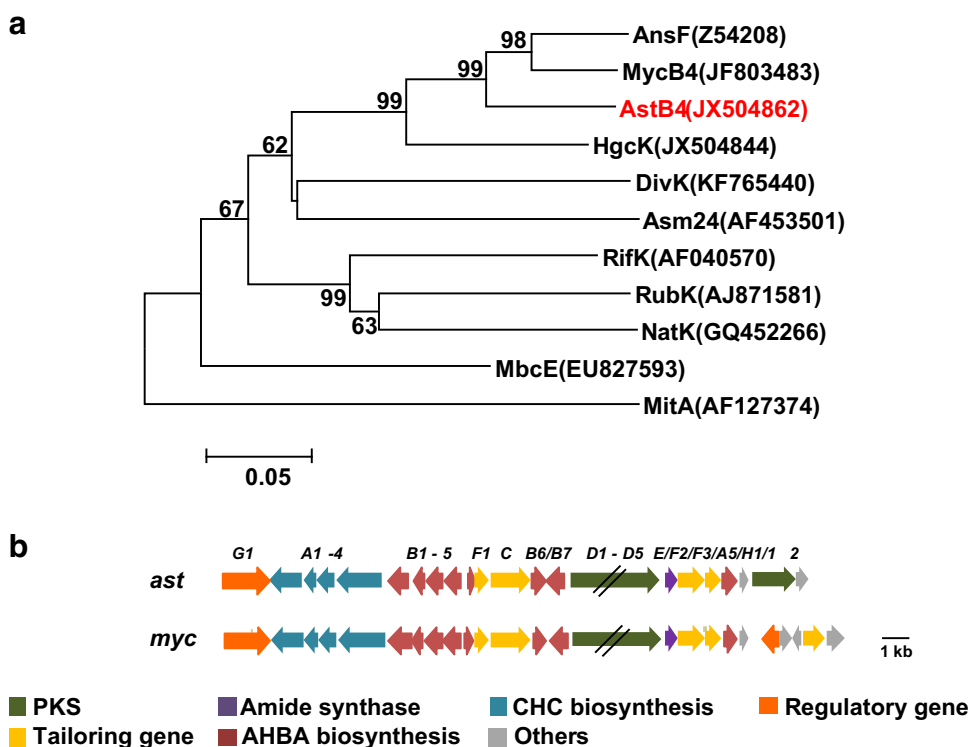 a
98
AnsF(Z54208)
MycB4(JF803483)
99
AstB4(JX504862)
99
HgcK(JX504844)
62
DivK(KF765440)
67
Asm24(AF453501)
RifK(AF040570)
99
RubK(AJ871581)
63
NatK(GQ452266)
MbcE(EU827593)
MitA(AF127374)
0.05
b
G1 A1 -4 B1 - 5 F1 C B6/B7 D1 - D5 E/F2/F3/A5/H1/1 2
ast
myc
1 kb
PKS Amide synthase CHC biosynthesis Regulatory gene
Tailoring gene AHBA biosynthesis Others